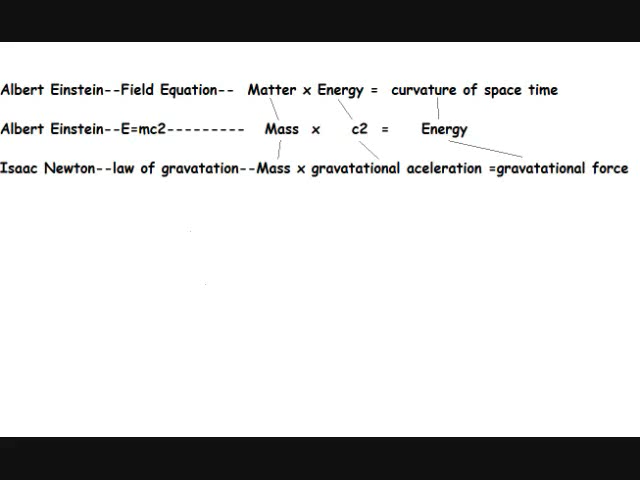 Albert Einstein--Field Equation-- Matter x Energy = curvature of space time
Albert Einstein--E=mc2--------- Mass x c2 = Energy
Isaac Newton--law of gravatation--Mass x gravatational aceleration =gravatational force